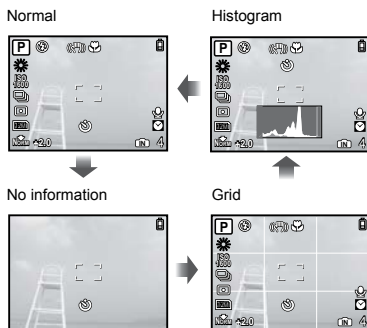 Normal
P
ISO
1600
NORM
+2.0
IN 4
Histogram
P
ISO
1600
NORM
+2.0
IN 4
No information
Grid
P
ISO
1600
NORM
+2.0
IN 4